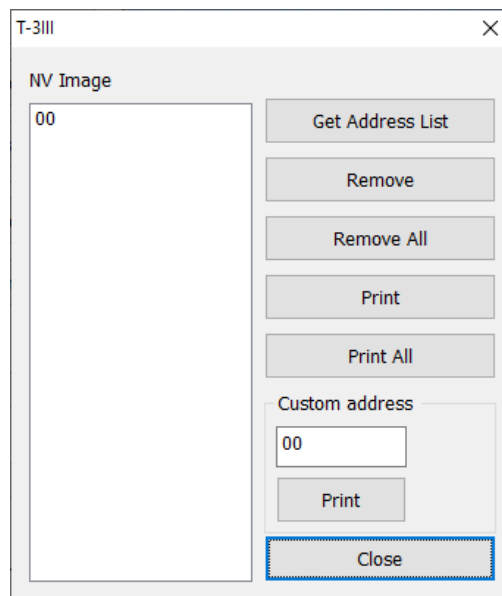 T-3III
NV Image
00
Get Address List
Remove
Remove All
Print
Print All
Custom address
00
Print
Close